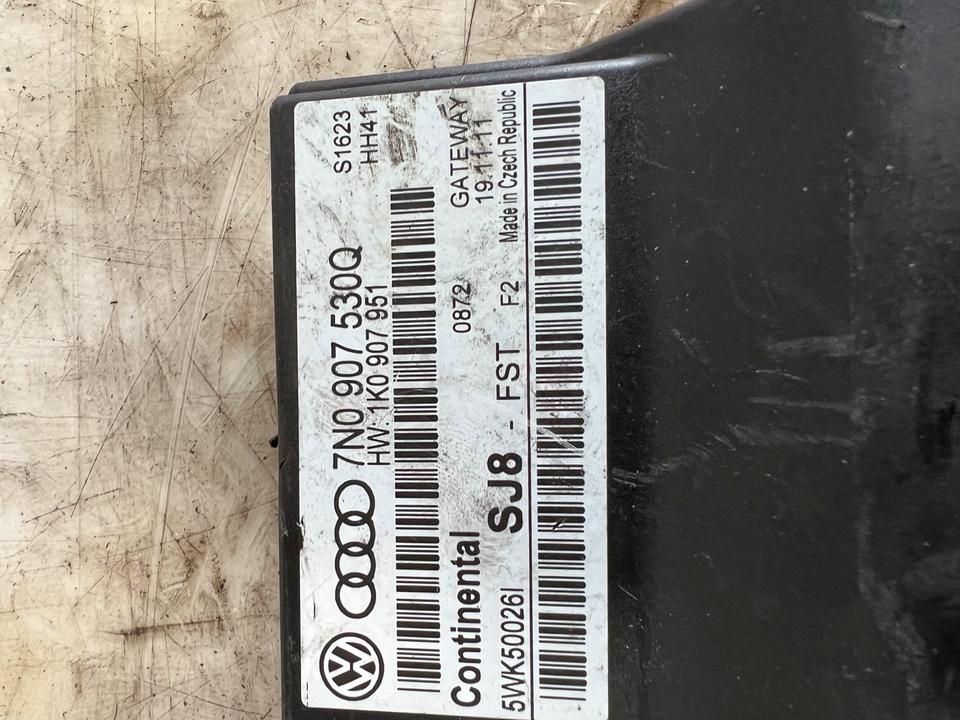 7N0 907 530Q S1623
HW: 1K0 907 951 HH41
Continental 0872 GATEWAY
19.11.11
SJ8 - FST F2
5WK50026I Made in Czech Republic